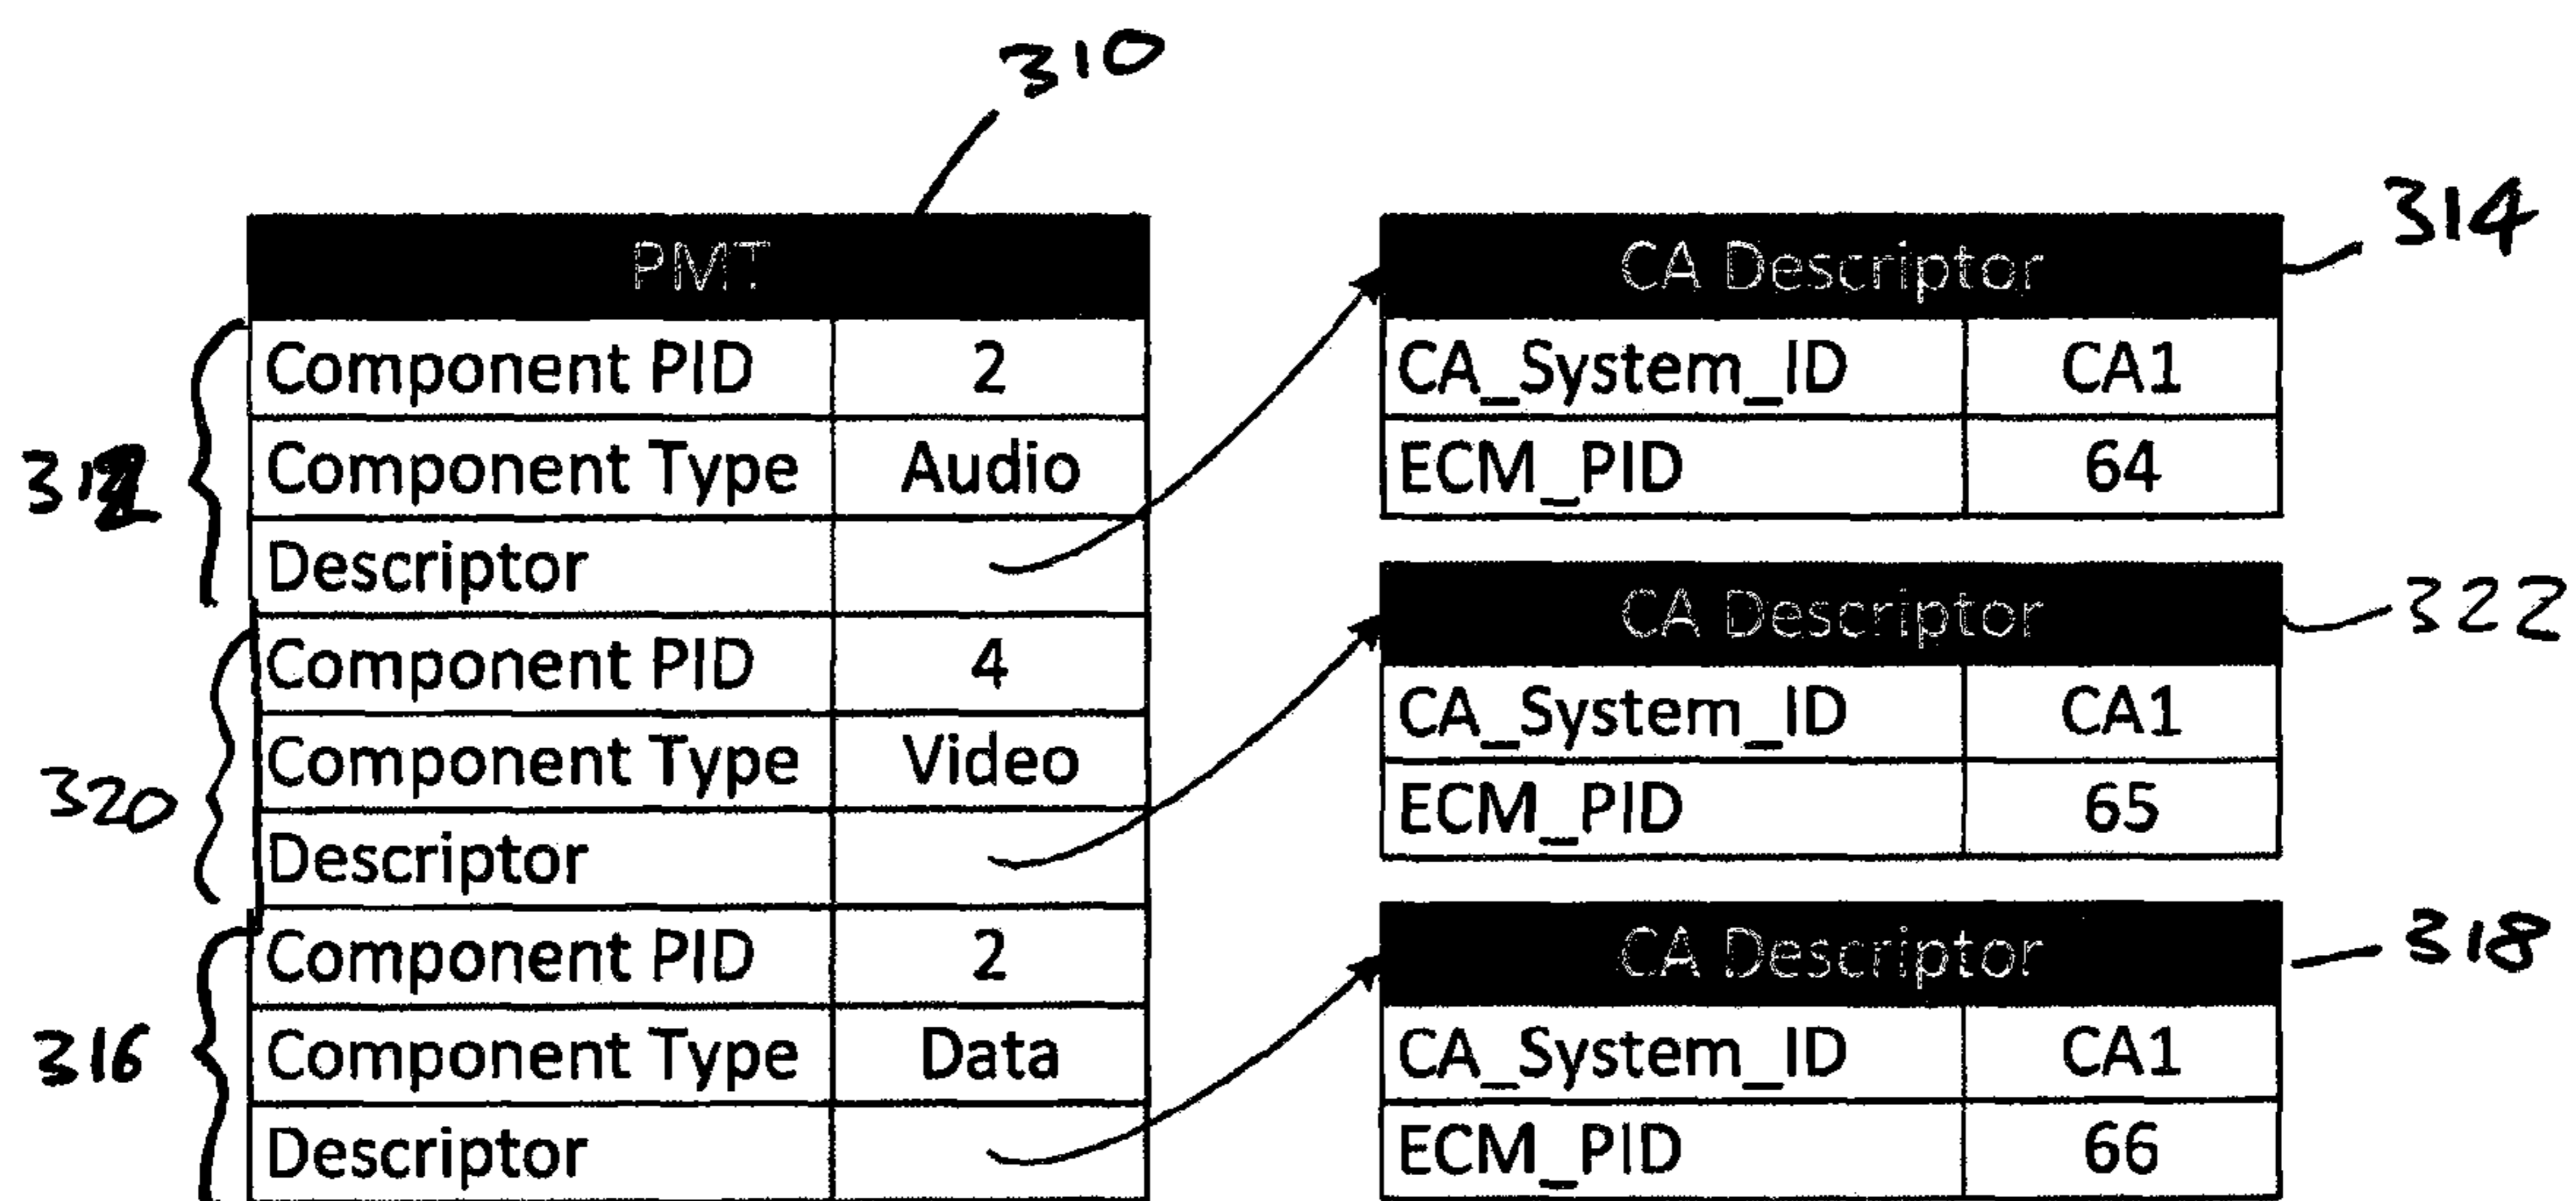 310
PMT
Component PID 2
Component Type Audio
Descriptor
Component PID 4
Component Type Video
Descriptor
Component PID 2
Component Type Data
Descriptor
312
320
316
CA Descriptor
CA_System_ID CA1
ECM_PID 64
314
CA Descriptor
CA_System_ID CA1
ECM_PID 65
322
CA Descriptor
CA_System_ID CA1
ECM_PID 66
318